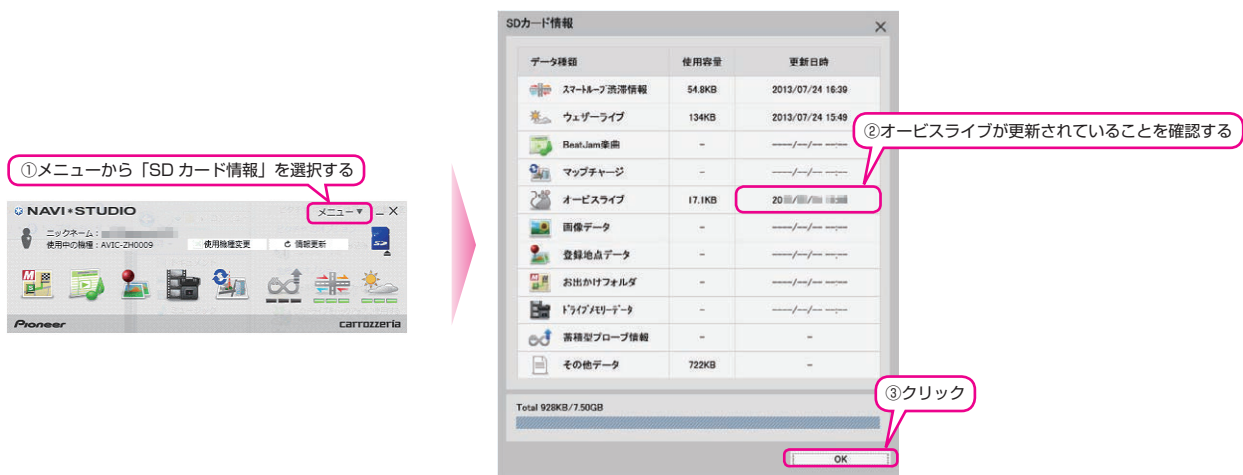 ①メニューから「SD カード情報」を選択する
NAVI*STUDIO メニュー▼
ニックネーム：
使用中の機種：AVIC-ZH0009 使用機種変更 情報更新
Pioneer carrozzeria
SDカード情報
データ種類 使用容量 更新日時
スマートループ渋滞情報 54.8KB 2013/07/24 16:39
ウェザーライブ 134KB 2013/07/24 15:49
②オービスライブが更新されていることを確認する
BeatJam楽曲 - ----/--/-- --:--
マップチャージ - ----/--/-- --:--
オービスライブ 17.1KB 20
画像データ - ----/--/-- --:--
登録地点データ - ----/--/-- --:--
お出かけフォルダ - ----/--/-- --:--
ドライブメモリーデータ - ----/--/-- --:--
蓄積型プローブ情報 - -
その他データ 722KB -
Total 928KB/7.50GB
③クリック
OK